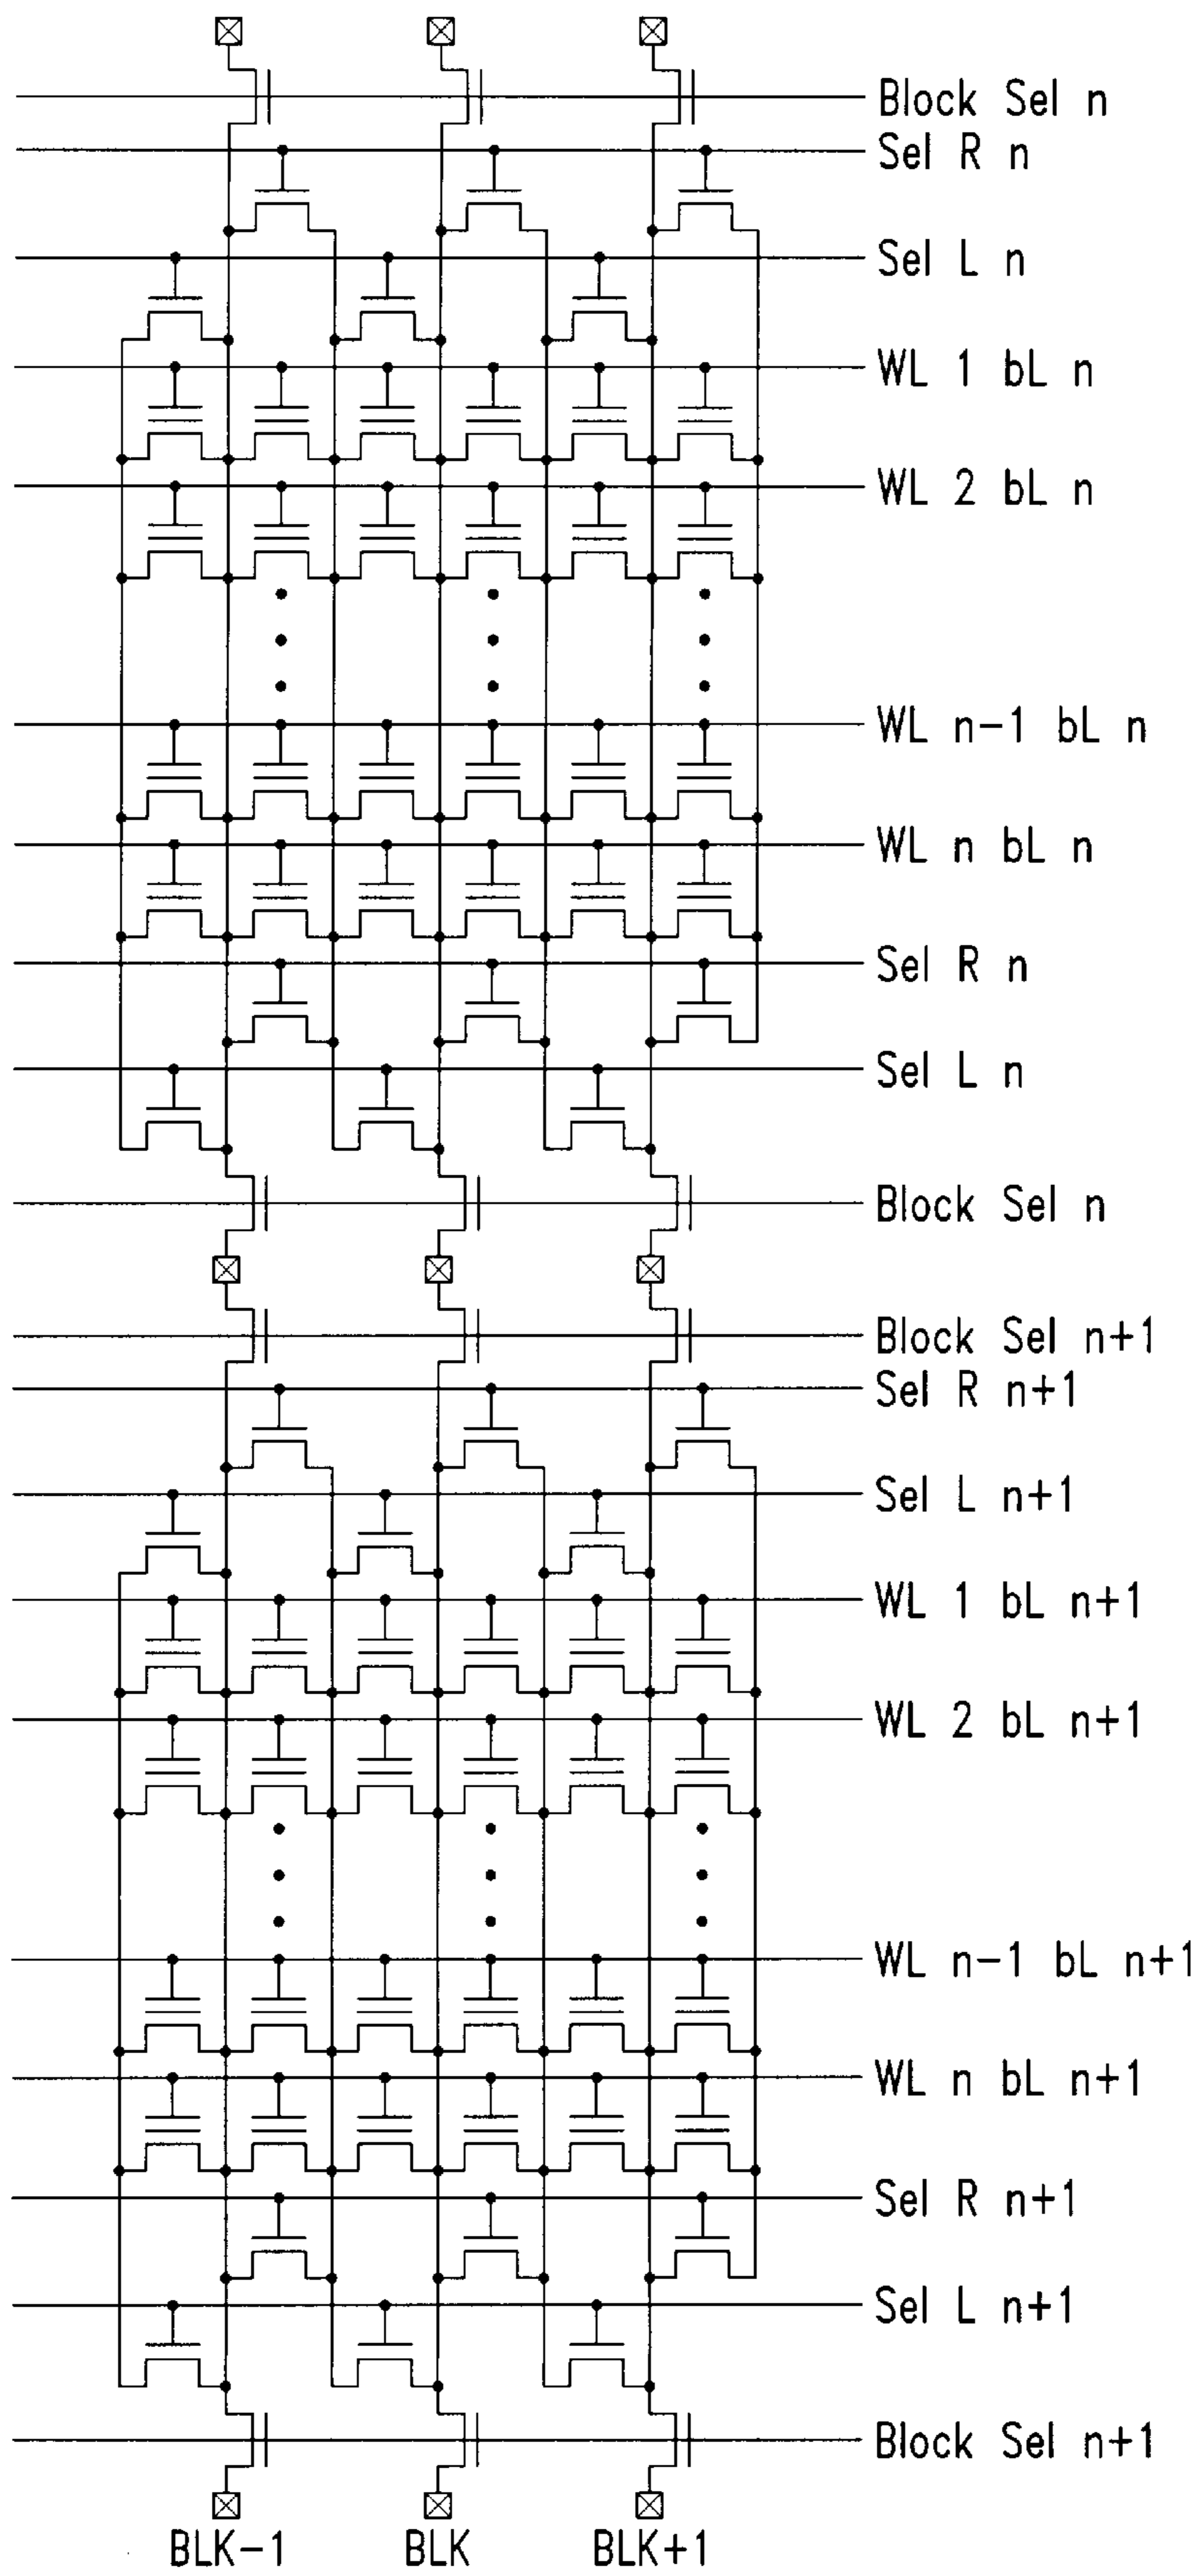 Block Sel n
Sel R n
Sel L n
WL 1 bL n
WL 2 bL n
WL n-1 bL n
WL n bL n
Sel R n
Sel L n
Block Sel n
Block Sel n+1
Sel R n+1
Sel L n+1
WL 1 bL n+1
WL 2 bL n+1
WL n-1 bL n+1
WL n bL n+1
Sel R n+1
Sel L n+1
Block Sel n+1
BLK-1 BLK BLK+1